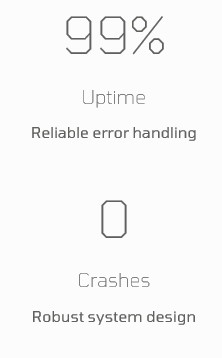 99%
Uptime
Reliable error handling
0
Crashes
Robust system design